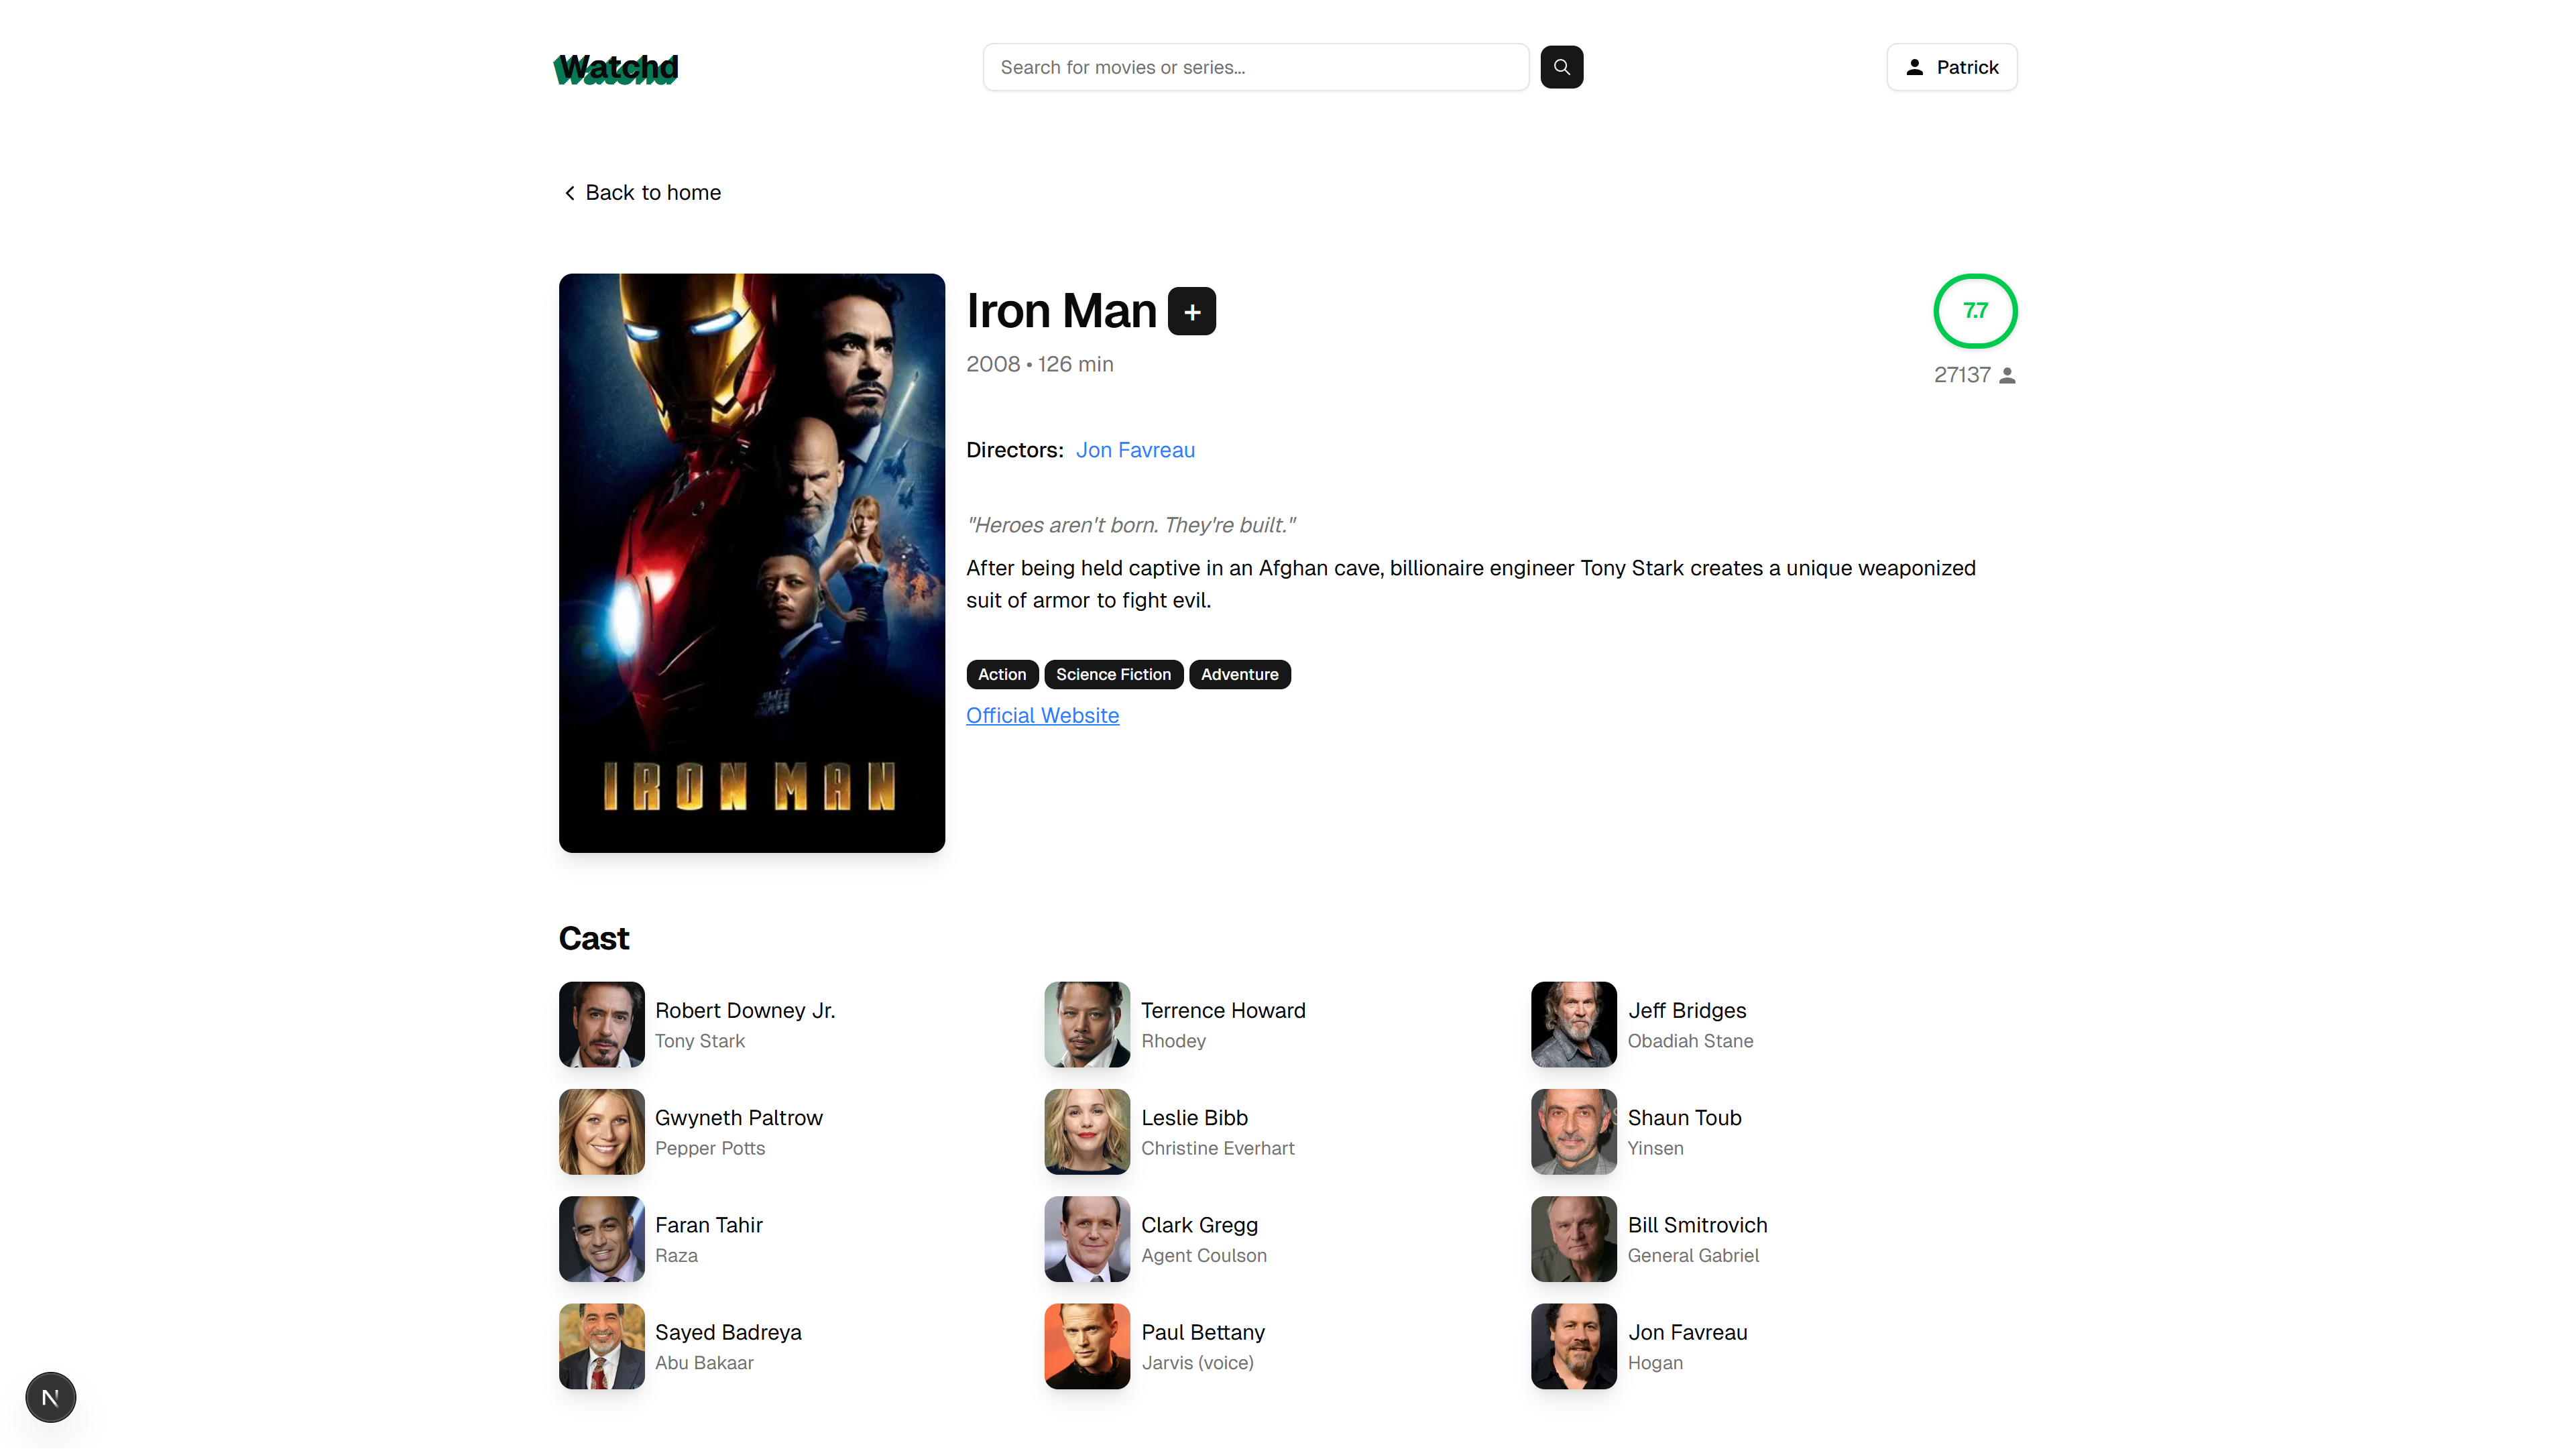 Watchd
Search for movies or series...
Patrick
Back to home
Iron Man +
7.7
2008 • 126 min
27137
Directors: Jon Favreau
"Heroes aren't born. They're built."
After being held captive in an Afghan cave, billionaire engineer Tony Stark creates a unique weaponized
suit of armor to fight evil.
Action Science Fiction Adventure
Official Website
IRON MAN
Cast
Robert Downey Jr.
Tony Stark
Terrence Howard
Rhodey
Jeff Bridges
Obadiah Stane
Gwyneth Paltrow
Pepper Potts
Leslie Bibb
Christine Everhart
Shaun Toub
Yinsen
Faran Tahir
Raza
Clark Gregg
Agent Coulson
Bill Smitrovich
General Gabriel
Sayed Badreya
Abu Bakaar
Paul Bettany
Jarvis (voice)
Jon Favreau
Hogan
N